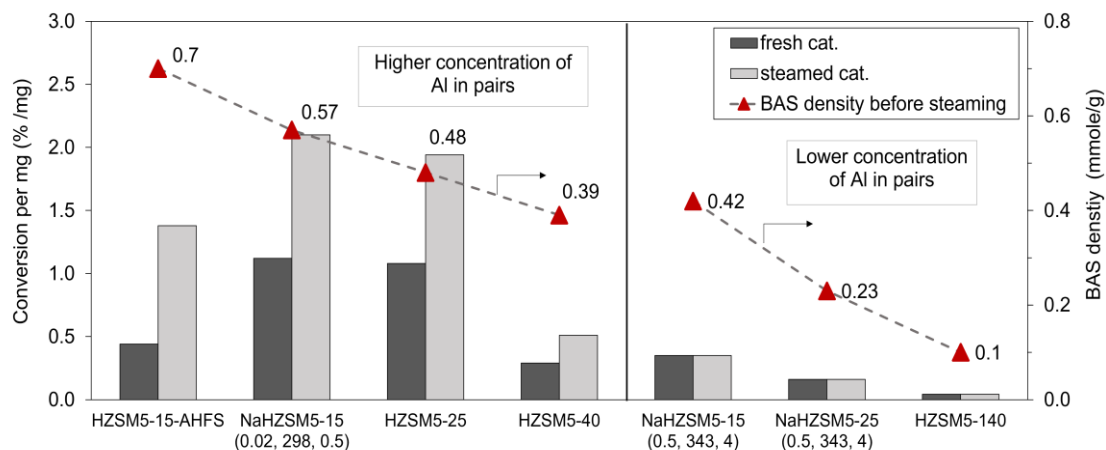 3.0
2.5
2.0
1.5
1.0
0.5
0.0
Conversion per mg (% /mg)
0.7
0.57
0.48
0.39
Higher concentration of
Al in pairs
fresh cat.
steamed cat.
BAS density before steaming
Lower concentration
of Al in pairs
0.42
0.23
0.1
0.8
0.6
0.4
0.2
0.0
BAS denstiy (mmole/g)
HZSM5-15-AHFS
NaHZSM5-15
(0.02, 298, 0.5)
HZSM5-25
HZSM5-40
NaHZSM5-15
(0.5, 343, 4)
NaHZSM5-25
(0.5, 343, 4)
HZSM5-140